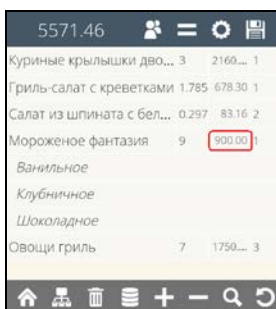 5571.46
Куриные крылышки дво... 3 2160.... 1
Гриль-салат с креветками 1.785 678.30 1
Салат из шпината с бел... 0.297 83.16 2
Мороженое фантазия 9 900.00 1
Ванильное
Клубничное
Шоколадное
Овощи гриль 7 1750.... 3